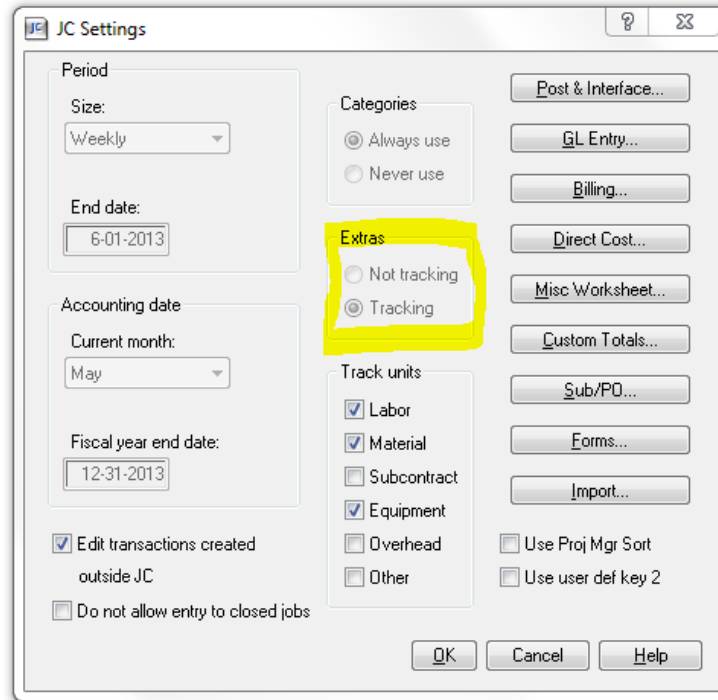 JC Settings
Period
Size:
Weekly
End date:
6-01-2013
Accounting date
Current month:
May
Fiscal year end date:
12-31-2013
Edit transactions created
outside JC
Do not allow entry to closed jobs
Categories
Always use
Never use
Extras
Not tracking
Tracking
Track units
Labor
Material
Subcontract
Equipment
Overhead
Other
Post & Interface...
GL Entry...
Billing...
Direct Cost...
Misc Worksheet...
Custom Totals...
Sub/PO...
Forms...
Import...
Use Proj Mgr Sort
Use user def key 2
OK
Cancel
Help